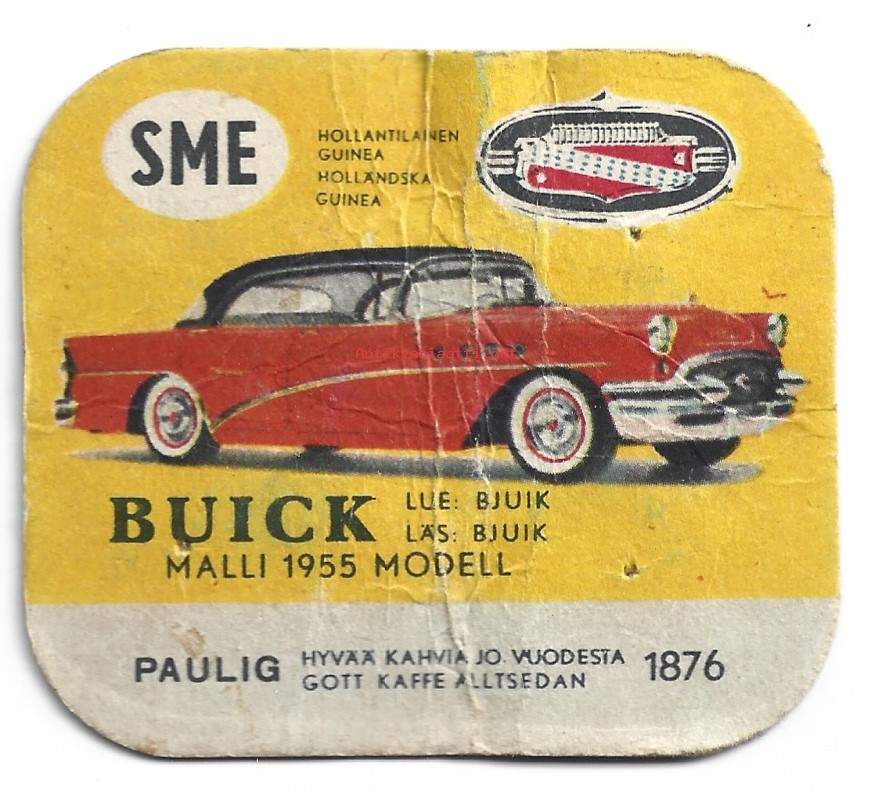 SME
HOLLANTILAINEN
GUINEA
HOLLÄNDSKA
GUINEA
BUICK
LUE: BJUIK
LÄS: BJUIK
MALLI 1955 MODELL
PAULIG
HYVÄÄ KAHVIA JO VUODESTA
GOTT KAFFE ALLTSEDAN
1876